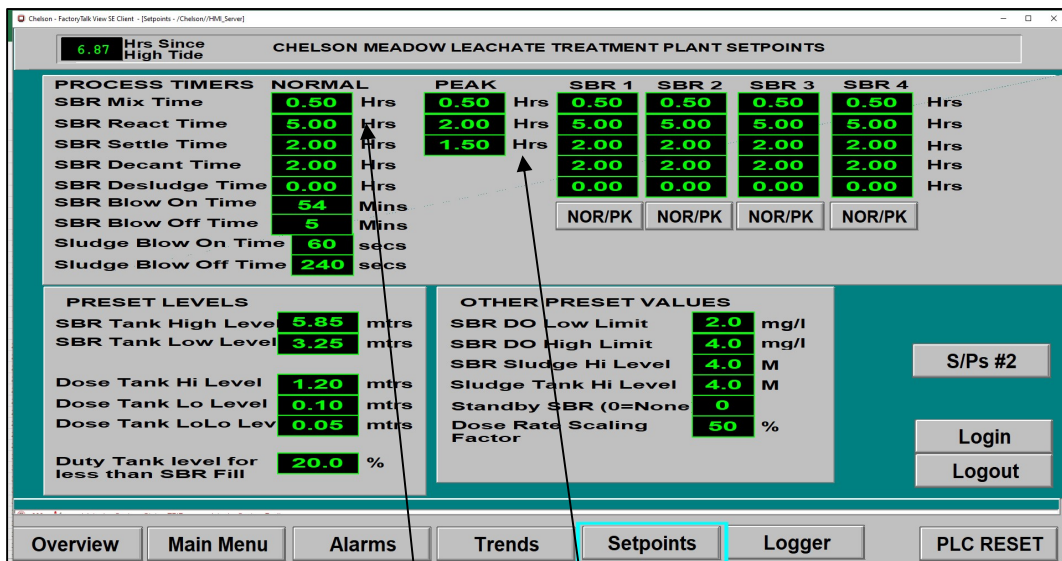 Chelson - FactoryTalk View SE Client - [Setpoints - /Chelson//HMI_Server]
6.87 Hrs Since High Tide
CHELSON MEADOW LEACHATE TREATMENT PLANT SETPOINTS
PROCESS TIMERS NORMAL PEAK SBR 1 SBR 2 SBR 3 SBR 4
SBR Mix Time 0.50 Hrs 0.50 Hrs 0.50 0.50 0.50 0.50 Hrs
SBR React Time 5.00 Hrs 2.00 Hrs 5.00 5.00 5.00 5.00 Hrs
SBR Settle Time 2.00 Hrs 1.50 Hrs 2.00 2.00 2.00 2.00 Hrs
SBR Decant Time 2.00 Hrs 2.00 2.00 2.00 2.00 Hrs
SBR Desludge Time 0.00 Hrs 0.00 0.00 0.00 0.00 Hrs
SBR Blow On Time 54 Mins
NOR/PK NOR/PK NOR/PK NOR/PK
SBR Blow Off Time 5 Mins
Sludge Blow On Time 60 secs
Sludge Blow Off Time 240 secs
PRESET LEVELS
SBR Tank High Leve 5.85 mtrs
SBR Tank Low Level 3.25 mtrs
Dose Tank Hi Level 1.20 mtrs
Dose Tank Lo Level 0.10 mtrs
Dose Tank LoLo Lev 0.05 mtrs
Duty Tank level for less than SBR Fill 20.0 %
OTHER PRESET VALUES
SBR DO Low Limit 2.0 mg/l
SBR DO High Limit 4.0 mg/l
SBR Sludge Hi Level 4.0 M
Sludge Tank Hi Level 4.0 M
Standby SBR (0=None 0
Dose Rate Scaling Factor 50 %
S/Ps #2
Login
Logout
Overview Main Menu Alarms Trends Setpoints Logger PLC RESET